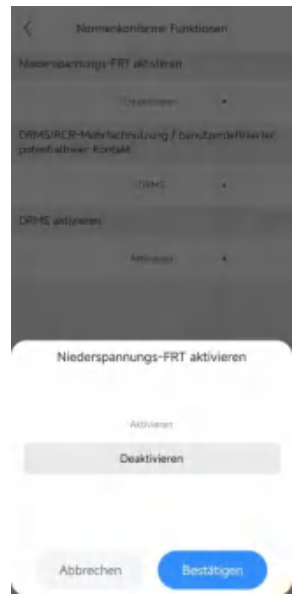 Normenkonformer Funktionen
Niederspannungs-FRT aktivieren
Deaktivieren
DRMS/RCR-Mehrfachnutzung / benutzerdefinierter
potentialfreier Kontakt
DRMS
DRMS aktivieren
Aktivieren
Niederspannungs-FRT aktivieren
Aktivieren
Deaktivieren
Abbrechen
Bestätigen